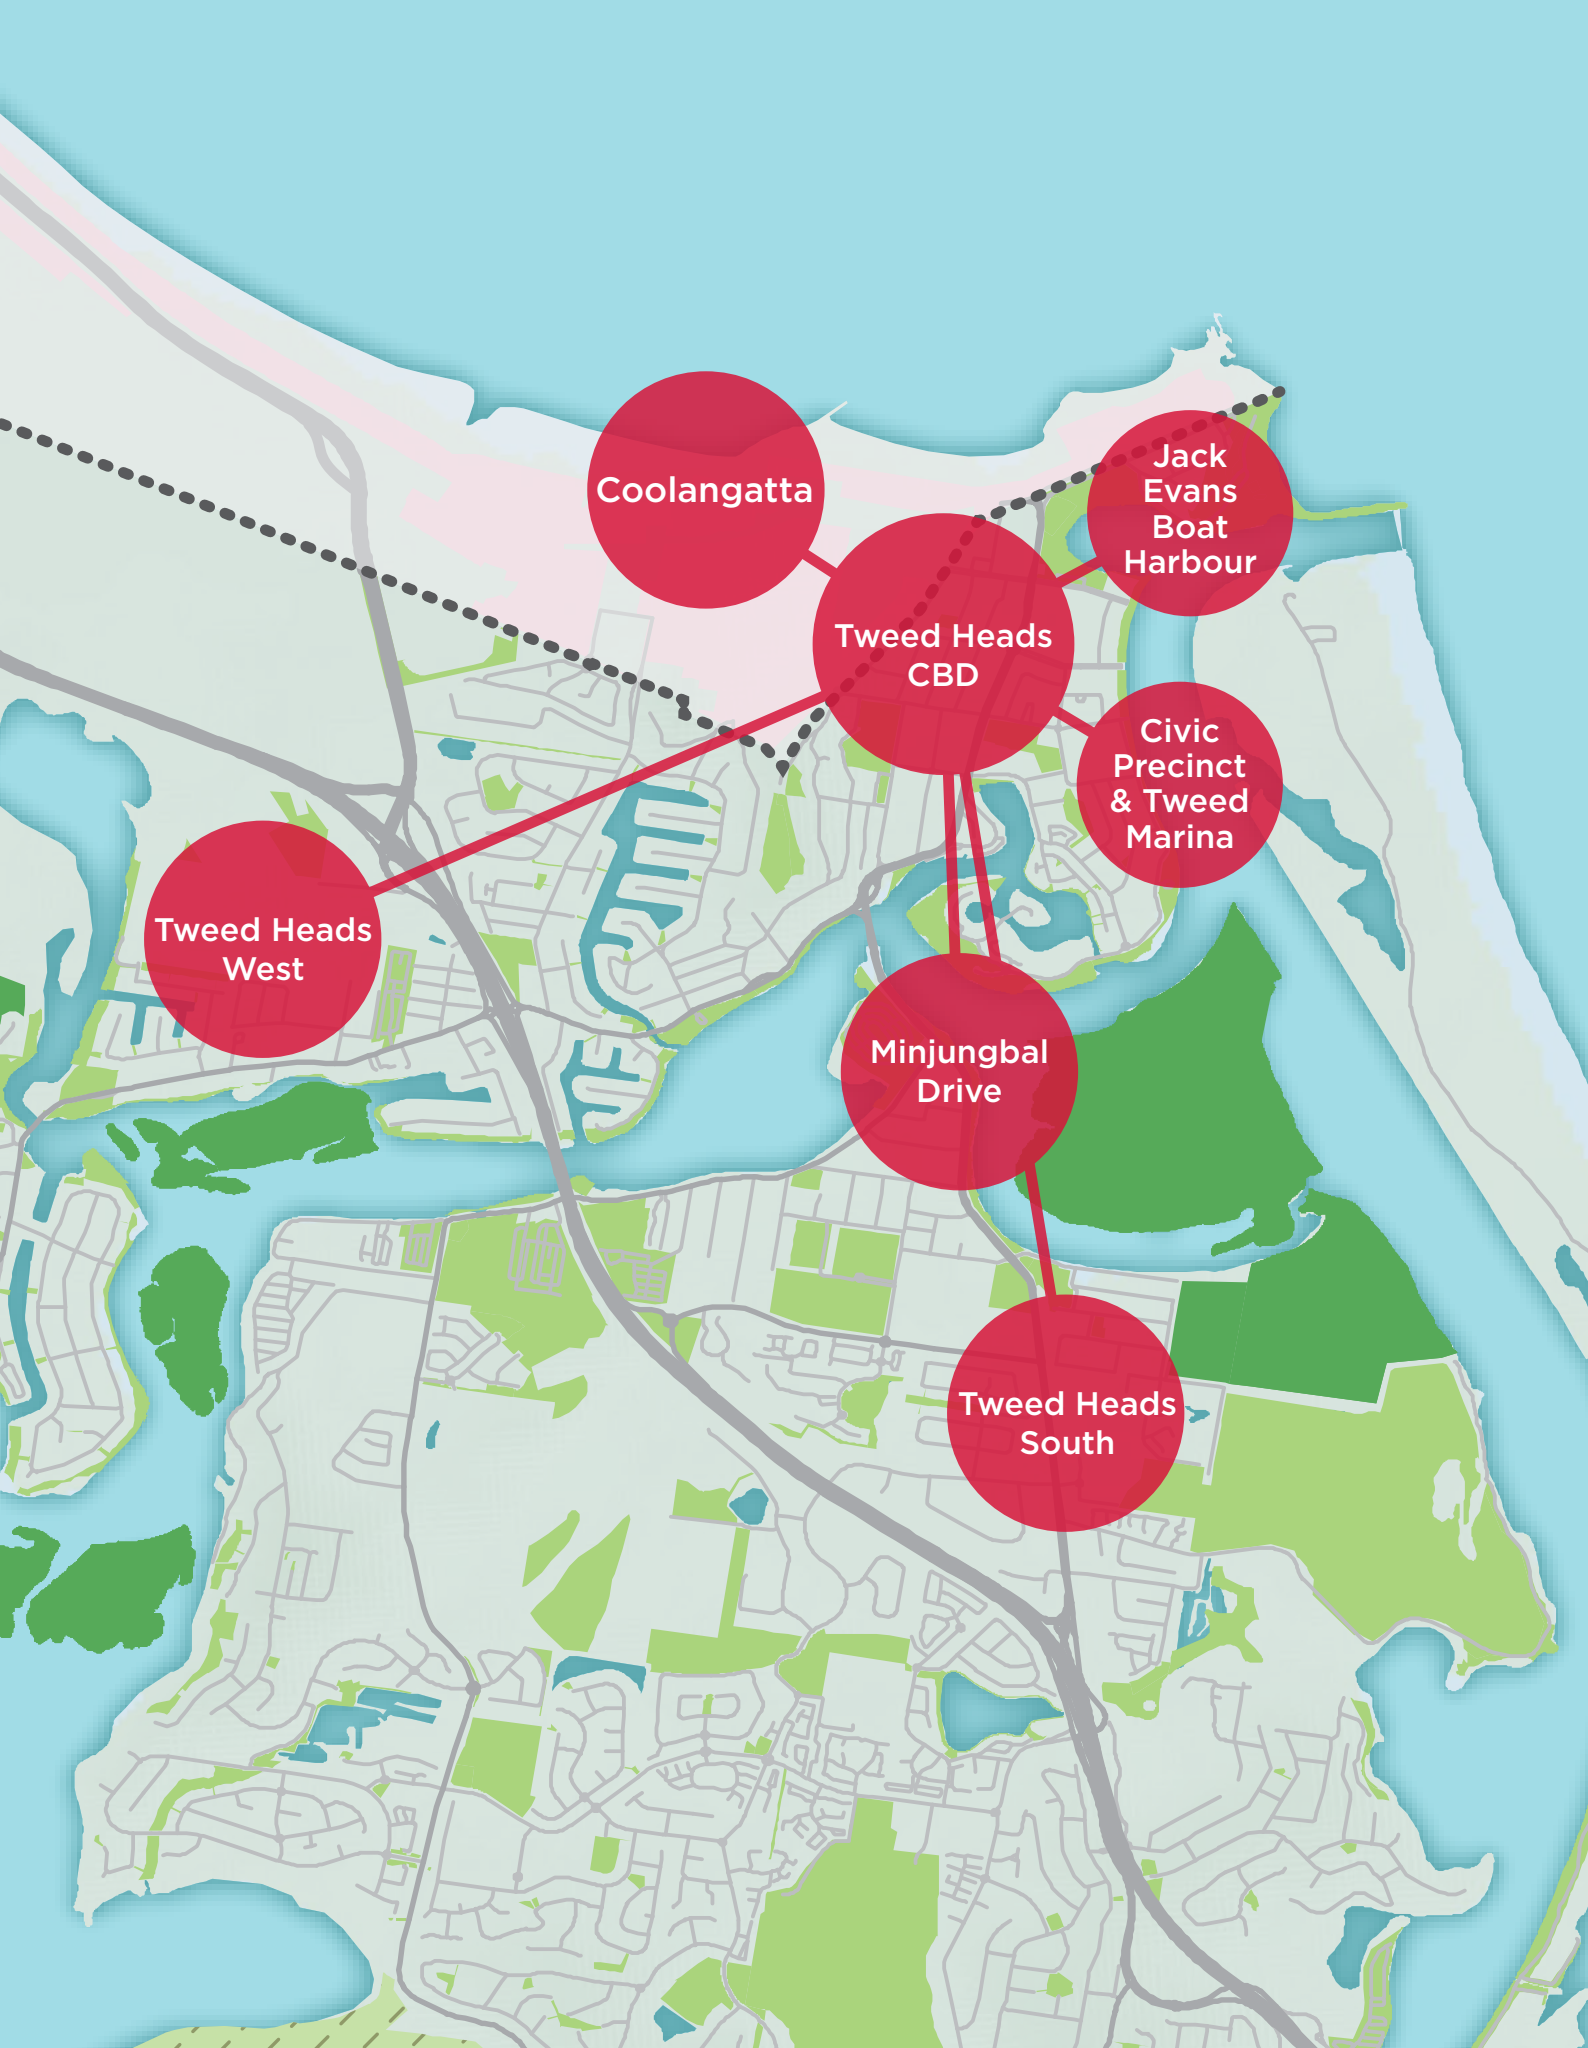 Coolangatta
Jack
Evans
Boat
Harbour
Tweed Heads
CBD
Civic
Precinct
& Tweed
Marina
Tweed Heads
West
Minjungbal
Drive
Tweed Heads
South